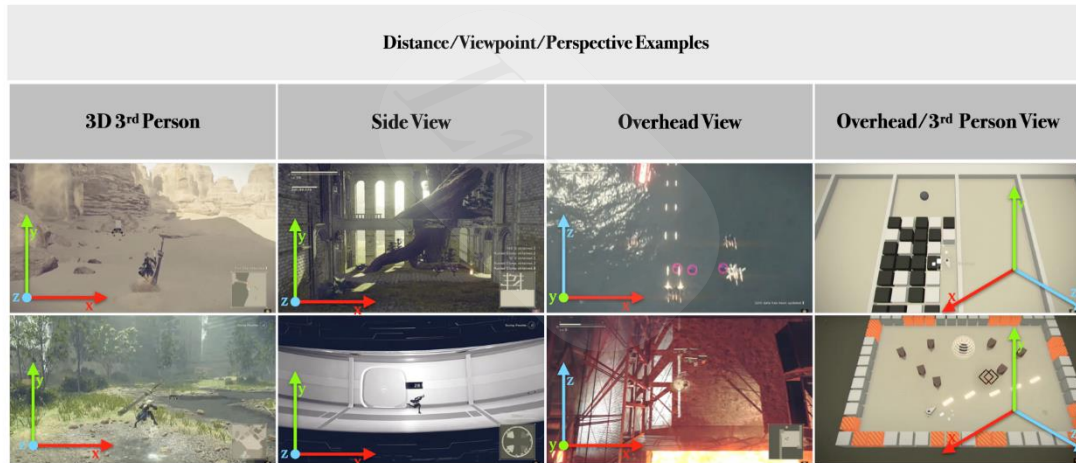 Distance/Viewpoint/Perspective Examples
3D 3rd Person
Side View
Overhead View
Overhead/3rd Person View
y
z
x
y
z
x
z
y
x
y
x
z
y
z
x
y
z
x
z
y
x
y
x
z